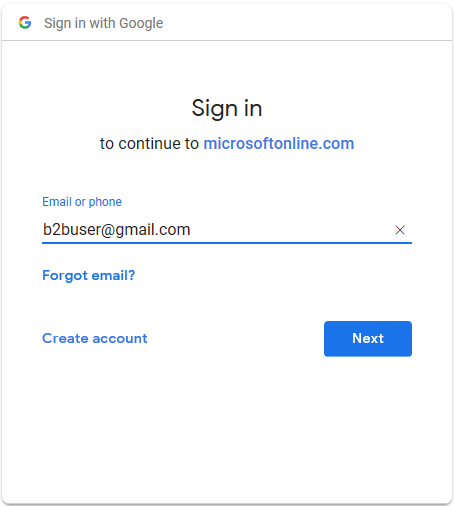 Sign in with Google
Sign in
to continue to microsoftonline.com
Email or phone
b2buser@gmail.com
Forgot email?
Create account
Next